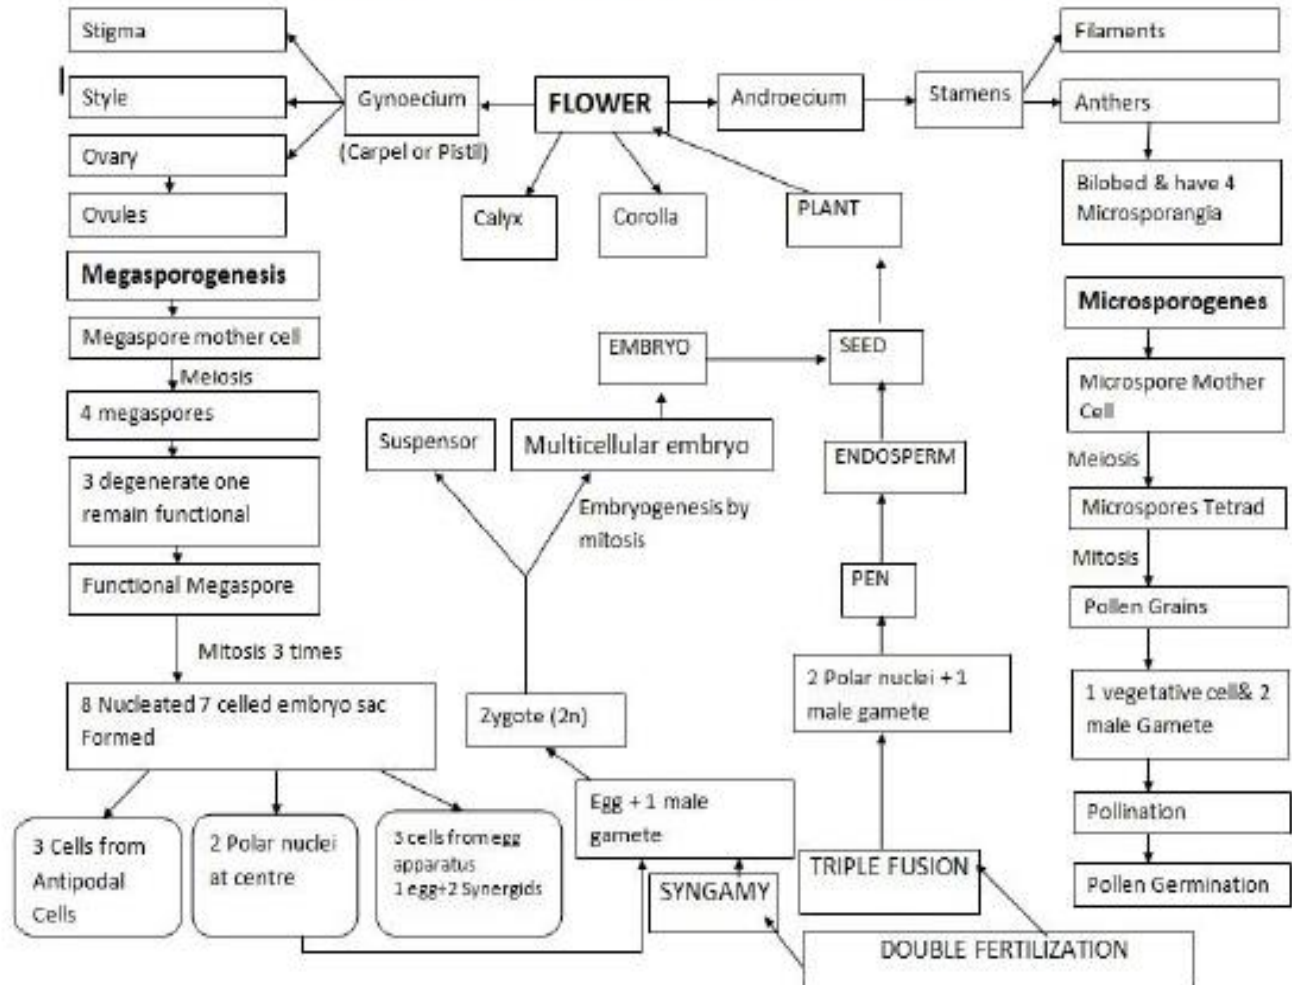 Stigma
Style
Ovary
Ovules
Gynoecium
(Carpel or Pistil)
FLOWER
Calyx
Corolla
PLANT
Androecium
Stamens
Filaments
Anthers
Bilobed & have 4
Microsporangia
Megasporogenesis
Megaspore mother cell
Meiosis
4 megaspores
3 degenerate one
remain functional
Functional Megaspore
Mitosis 3 times
8 Nucleated 7 celled embryo sac
Formed
3 Cells from
Antipodal
Cells
2 Polar nuclei
at centre
3 cells from egg
apparatus
1 egg+2 Synergids
EMBRYO
SEED
Suspensor
Multicellular embryo
Embryogenesis by
mitosis
ENDOSPERM
PEN
Zygote (2n)
2 Polar nuclei + 1
male gamete
Egg + 1 male
gamete
SYNGAMY
TRIPLE FUSION
DOUBLE FERTILIZATION
Microsporogenes
Microspore Mother
Cell
Meiosis
Microspores Tetrad
Mitosis
Pollen Grains
1 vegetative cell& 2
male Gamete
Pollination
Pollen Germination